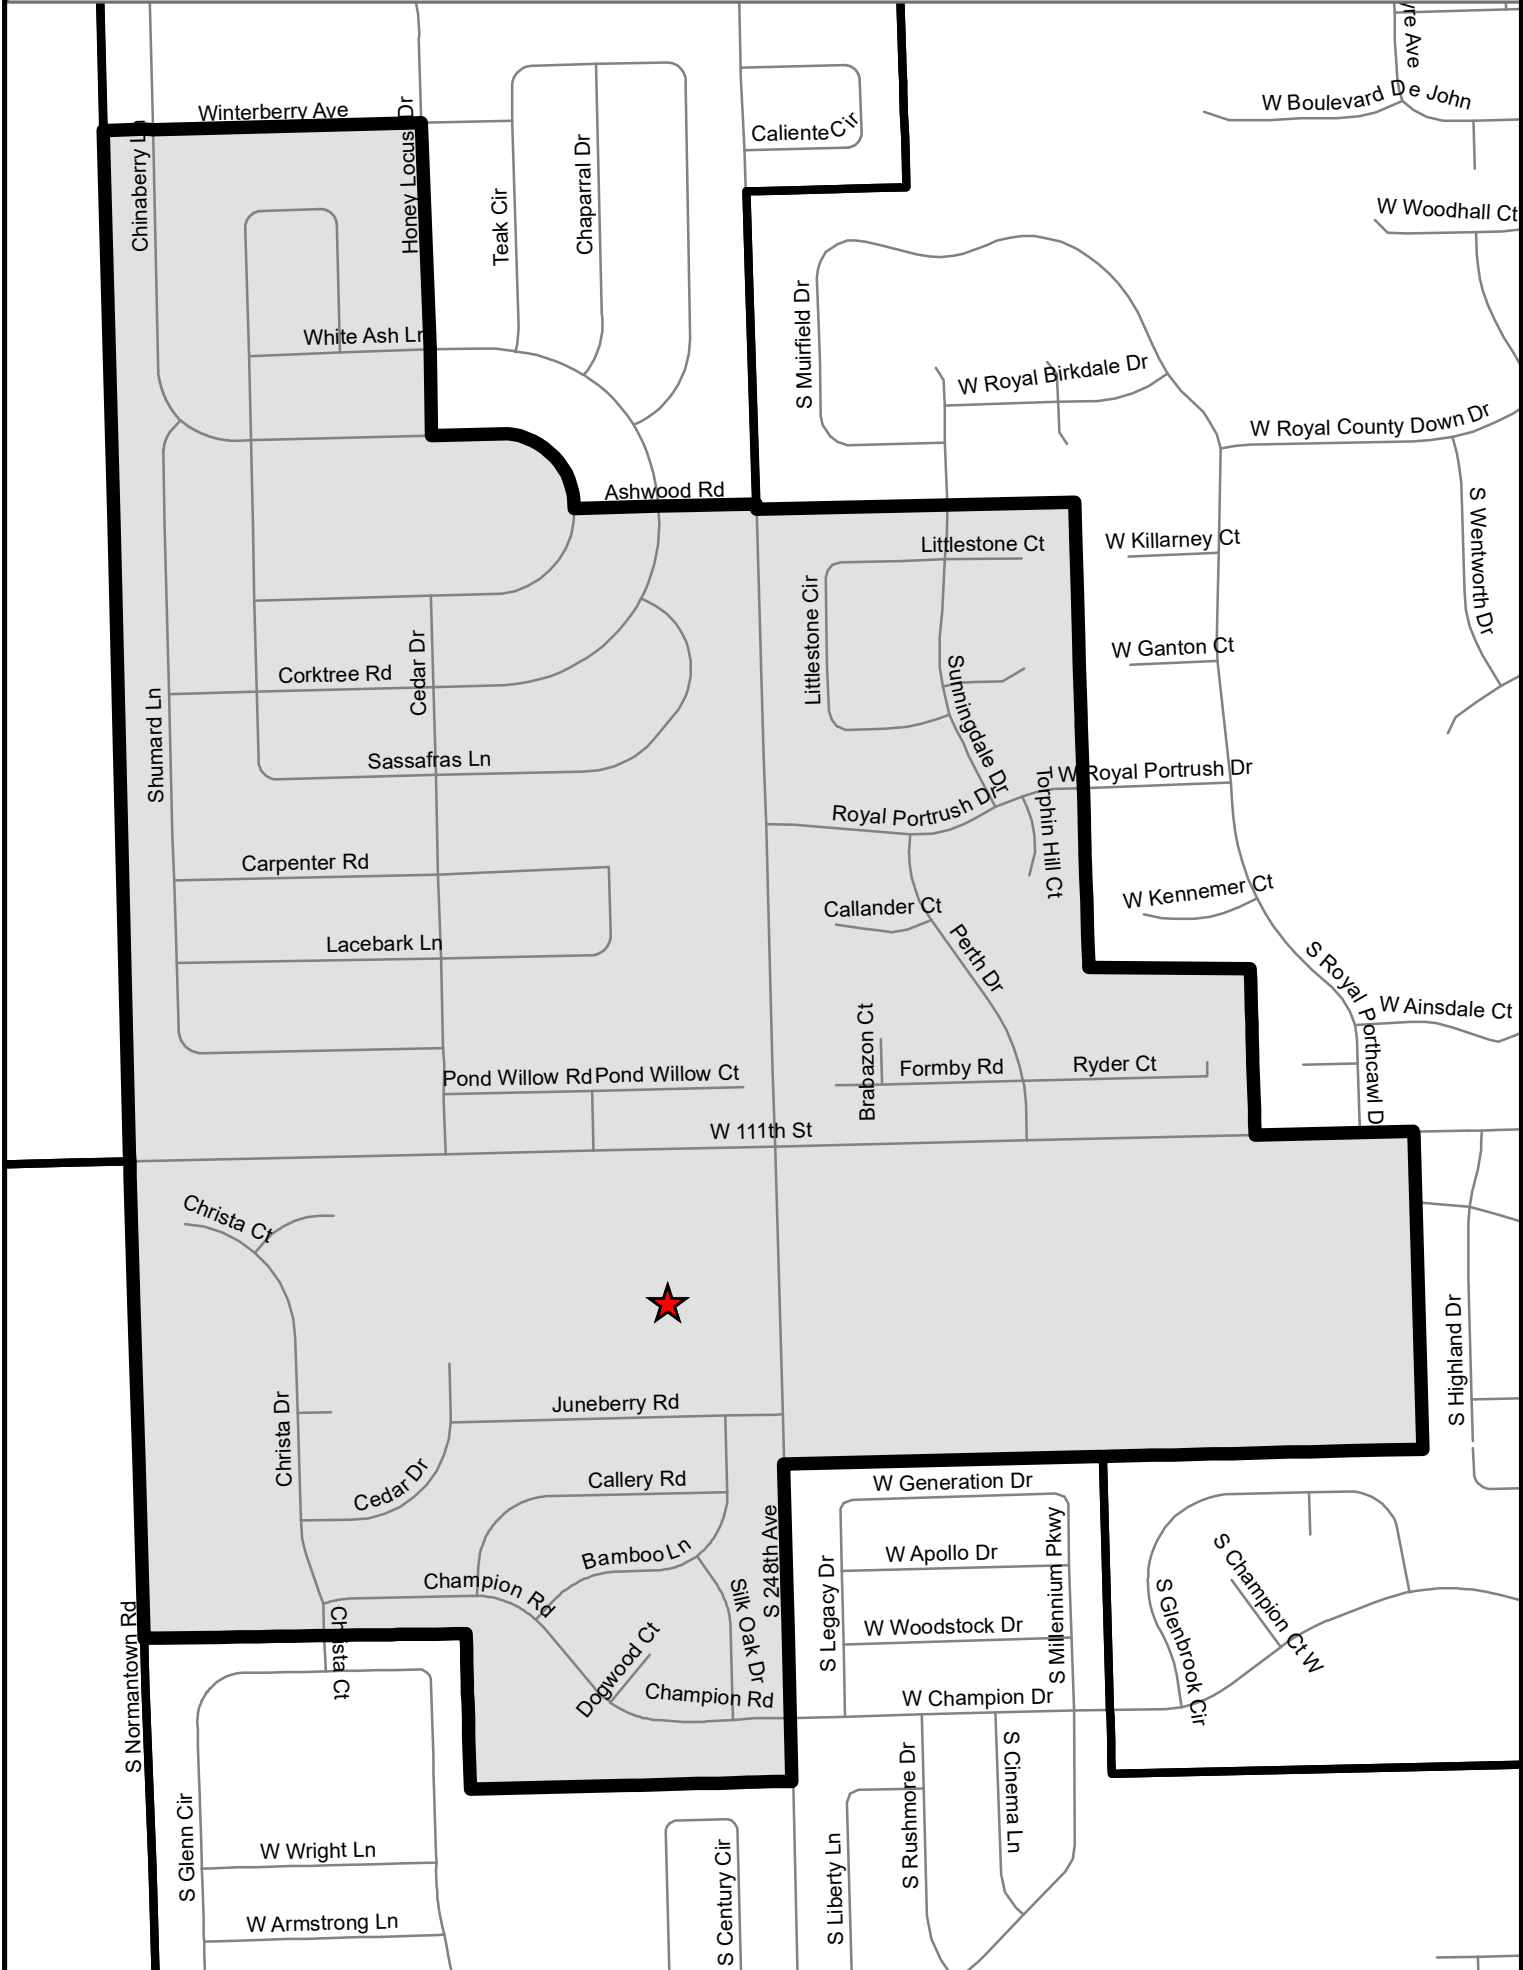 yre Ave
W Boulevard De John
Winterberry Ave
Honey Locust Dr
Caliente Cir
Chinaberry Ln
Teak Cir
Chaparral Dr
W Woodhall Ct
White Ash Ln
S Muirfield Dr
W Royal Birkdale Dr
W Royal County Down Dr
Ashwood Rd
S Wentworth Dr
Littlestone Ct
W Killarney Ct
Littlestone Cir
W Ganton Ct
Corktree Rd
Cedar Dr
Sunningdale Dr
Shumard Ln
Sassafras Ln
Royal Portrush Dr
W Royal Portrush Dr
Torphin Hill Ct
Carpenter Rd
Callander Ct
W Kennemer Ct
Lacebark Ln
Perth Dr
S Royal Porthcawl D
W Ainsdale Ct
Brabazon Ct
Pond Willow Rd
Pond Willow Ct
Formby Rd
Ryder Ct
W 111th St
Christa Ct
S Highland Dr
Christa Dr
Juneberry Rd
Cedar Dr
Callery Rd
W Generation Dr
S 248th Ave
Bamboo Ln
W Apollo Dr
S Millennium Pkwy
S Champion Ct W
Champion Rd
Silk Oak Dr
S Legacy Dr
W Woodstock Dr
S Glenbrook Cir
S Normantown Rd
Christa Ct
Dogwood Ct
Champion Rd
W Champion Dr
S Glenn Cir
W Wright Ln
S Century Cir
S Liberty Ln
S Rushmore Dr
S Cinema Ln
W Armstrong Ln